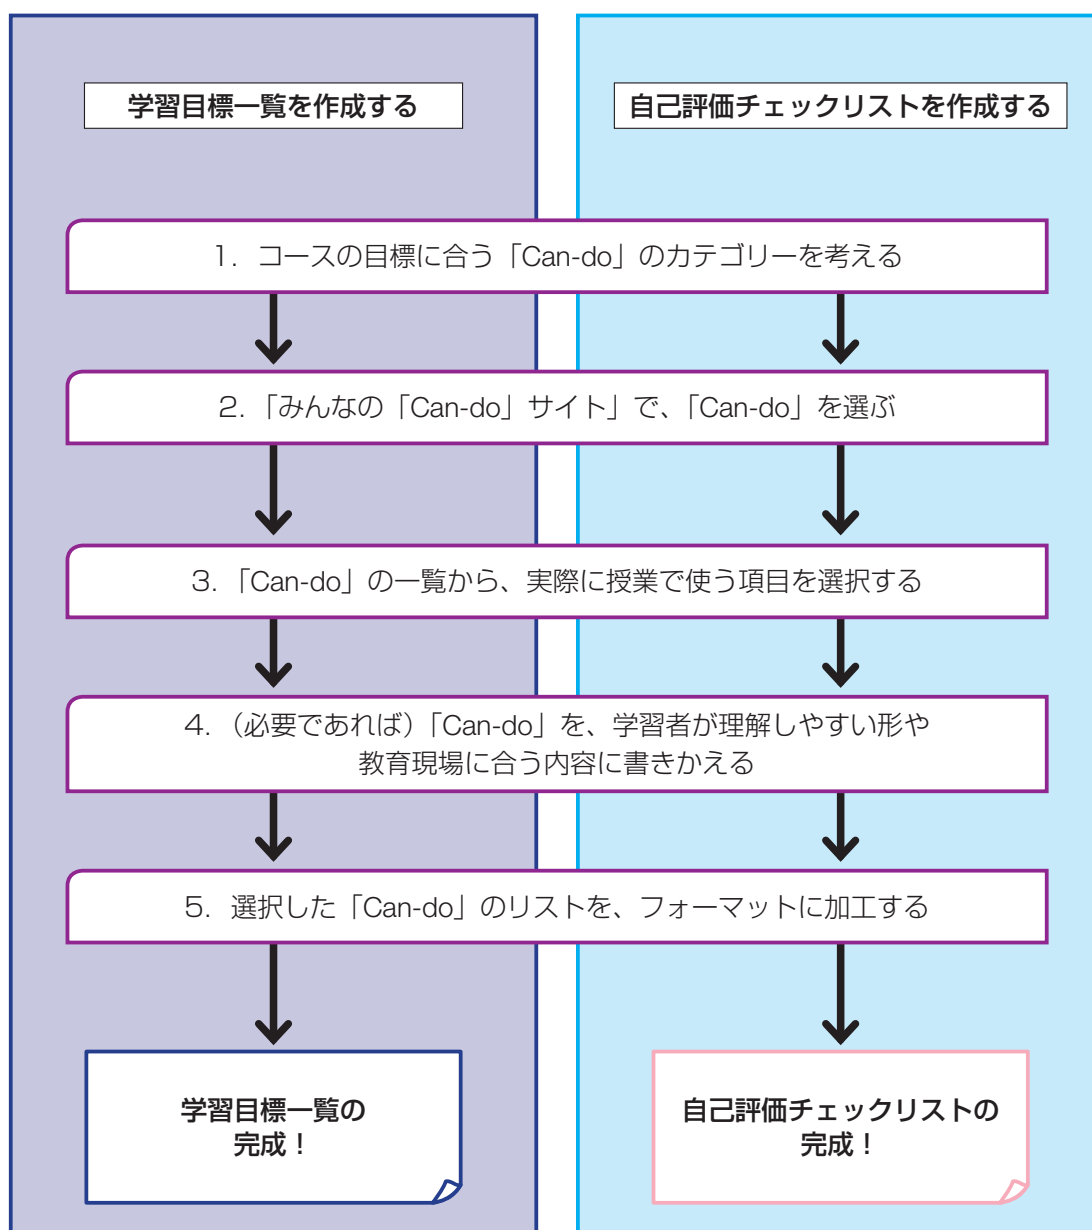 学習目標一覧を作成する
自己評価チェックリストを作成する
1. コースの目標に合う「Can-do」のカテゴリーを考える
2.「みんなの「Can-do」サイト」で、「Can-do」を選ぶ
3.「Can-do」の一覧から、実際に授業で使う項目を選択する
4.（必要であれば）「Can-do」を、学習者が理解しやすい形や
教育現場に合う内容に書きかえる
5. 選択した「Can-do」のリストを、フォーマットに加工する
学習目標一覧の
完成！
自己評価チェックリストの
完成！